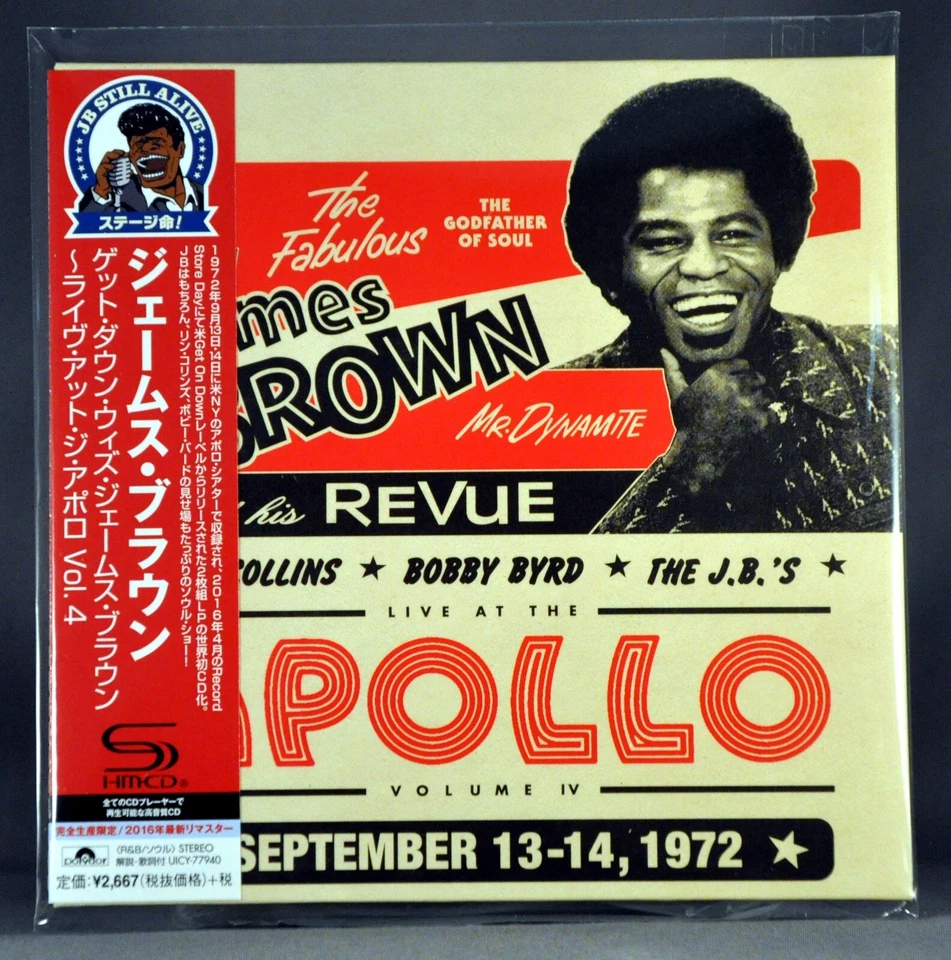 JB STILL ALIVE
ステージ命!
ジェームス・ブラウン
ゲット・ダウン・ウィズ・ジェームス・ブラウン
～ライヴ・アット・ジ・アポロ Vol. 4
1972年9月13日・14日に米NYのアポロ・シアターで収録され、2016年4月のRecord
Store Dayにて米Get On Downレーベルからリリースされた2枚組LPの世界初CD化。
JBはもちろん、リン・コリンズ、ボビー・バードの見せ場もたっぷりのソウル・ショー!
SHM-CD®
全てのCDプレーヤーで
再生可能な高音質CD
完全生産限定/2016年最新リマスター
polydor
〈R&B/ソウル〉 STEREO
解説・歌詞付 UICY-77940
定価:¥2,667(税抜価格)+税
The
Fabulous
THE
GODFATHER
OF SOUL
mes
BROWN
MR. DYNAMITE
his REVUE
COLLINS ★ BOBBY BYRD ★ THE J.B.'S ★
LIVE AT THE
APOLLO
VOLUME IV
SEPTEMBER 13-14, 1972 ★